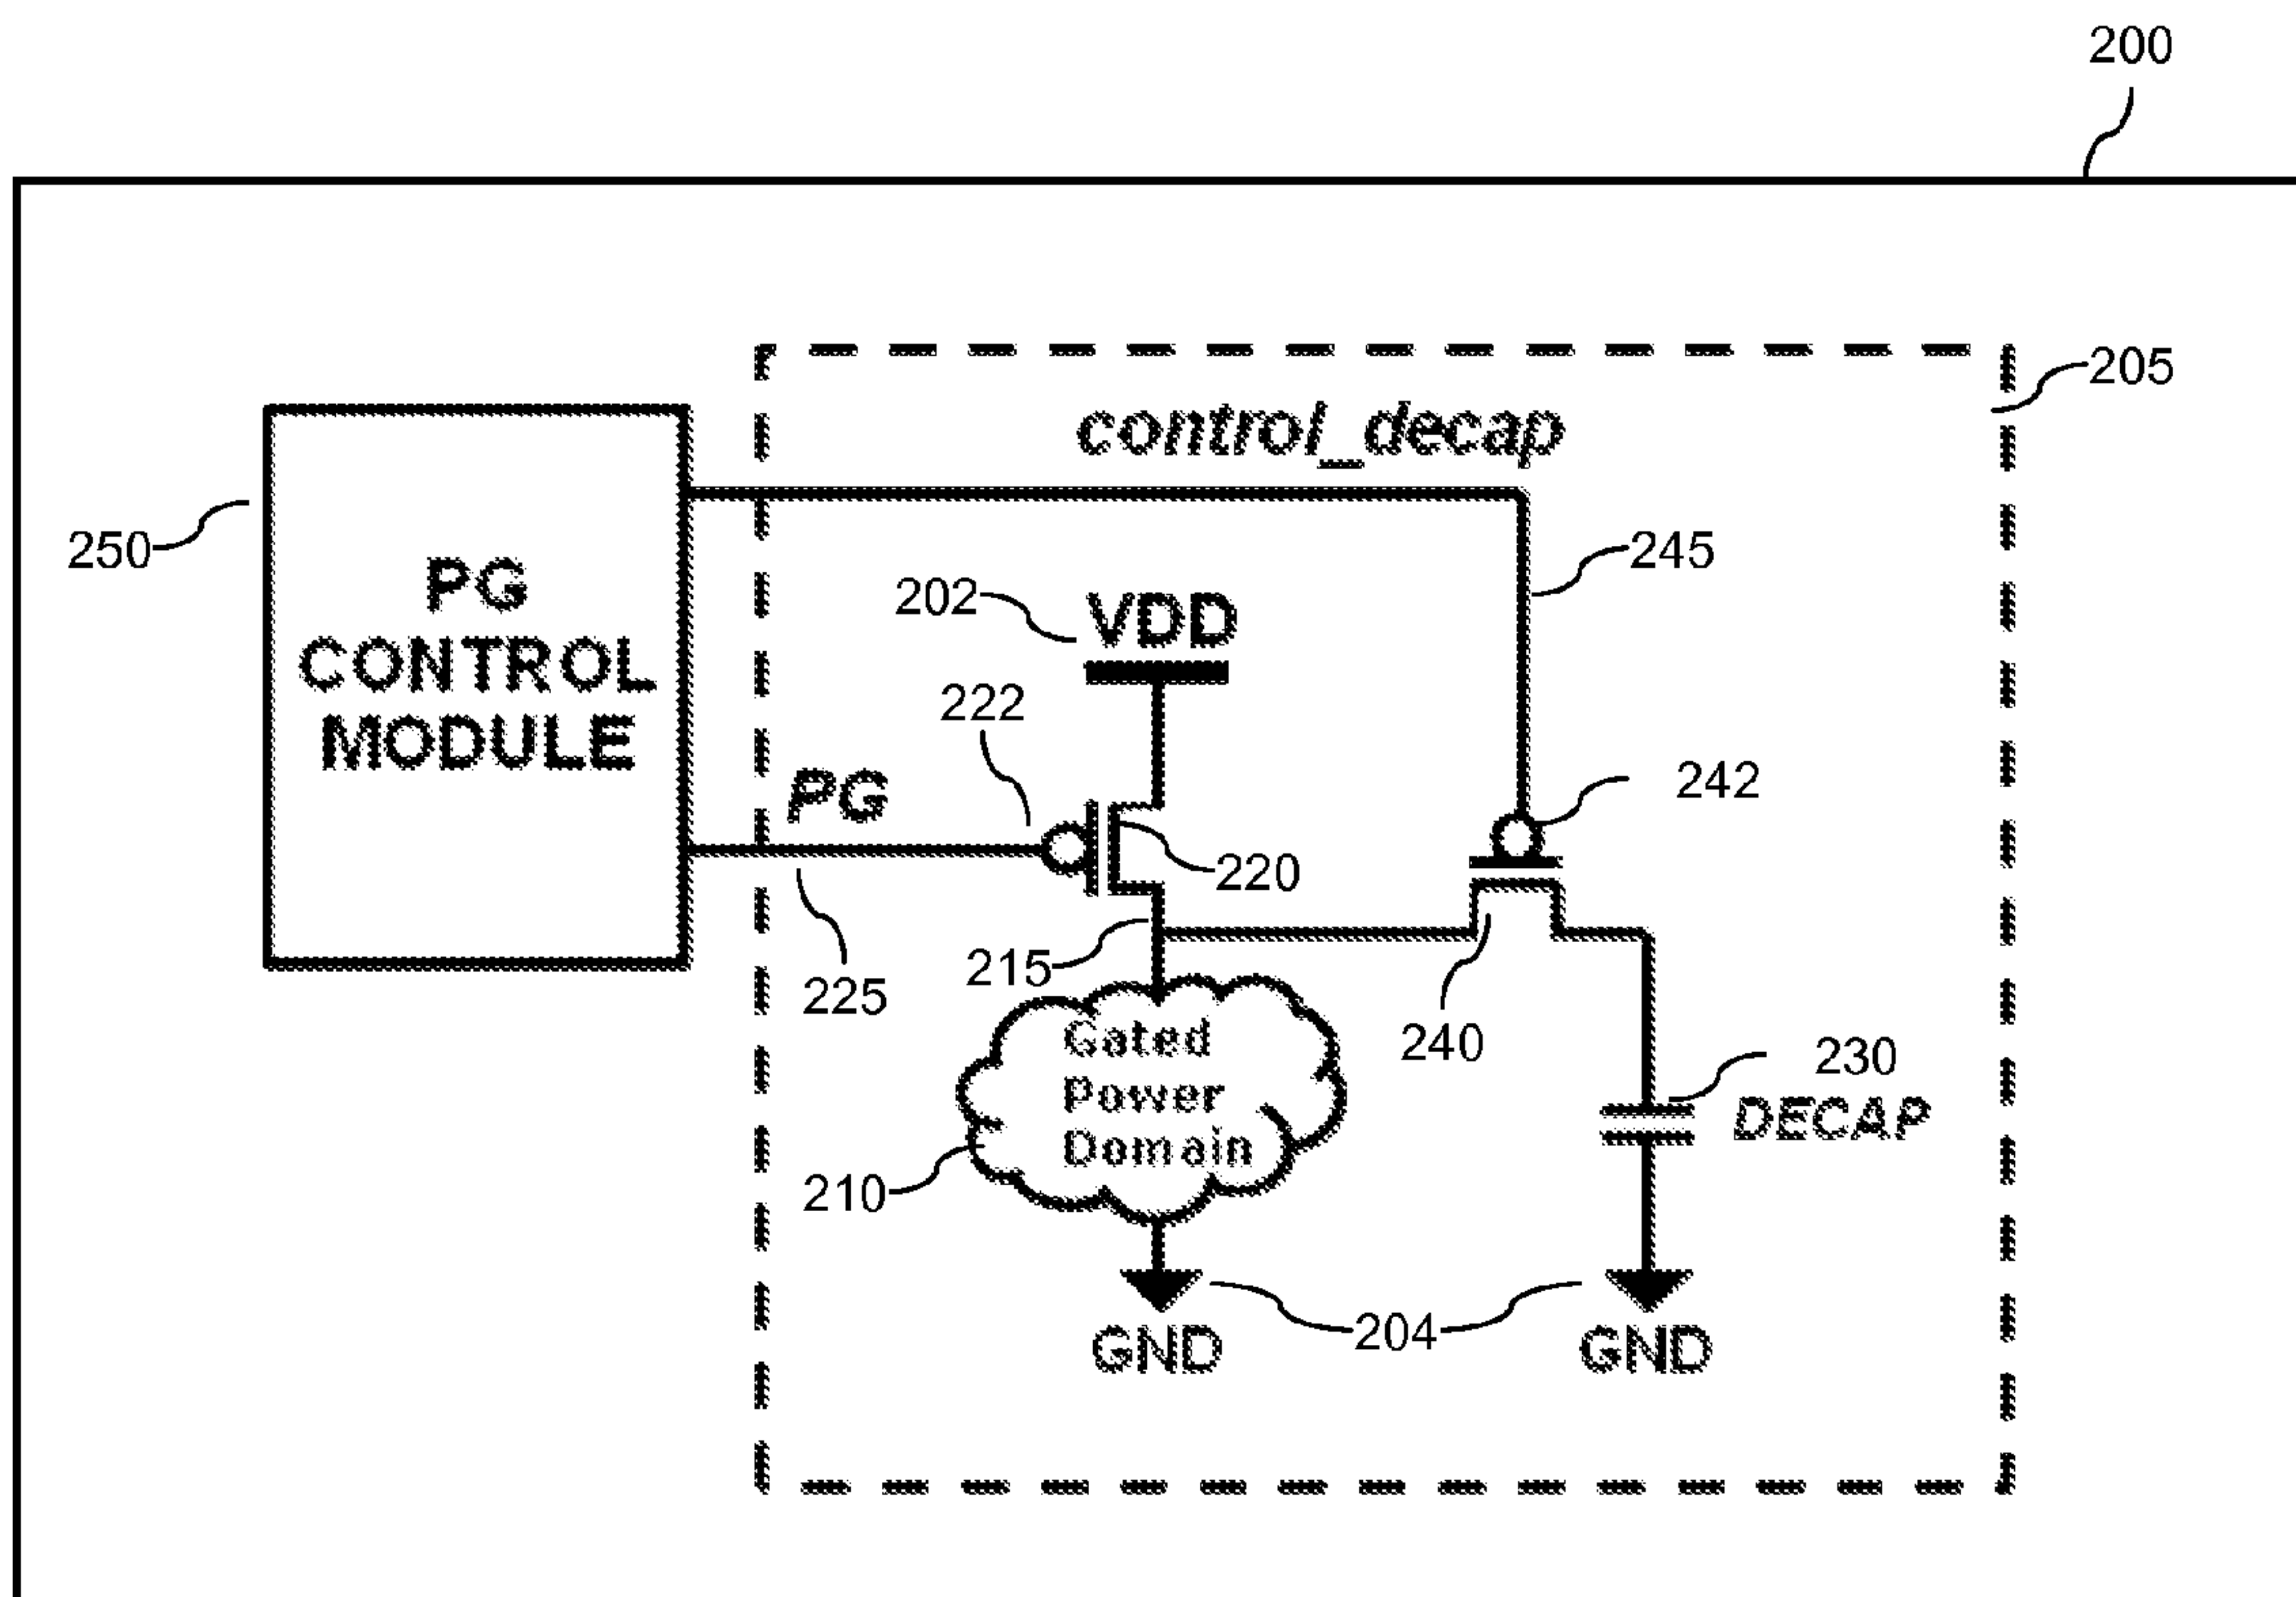 200
205
control_decap
250
PG
CONTROL
MODULE
245
202
VDD
222
PG
242
220
215
225
240
Gated
Power
Domain
230
DECAP
210
204
GND
GND